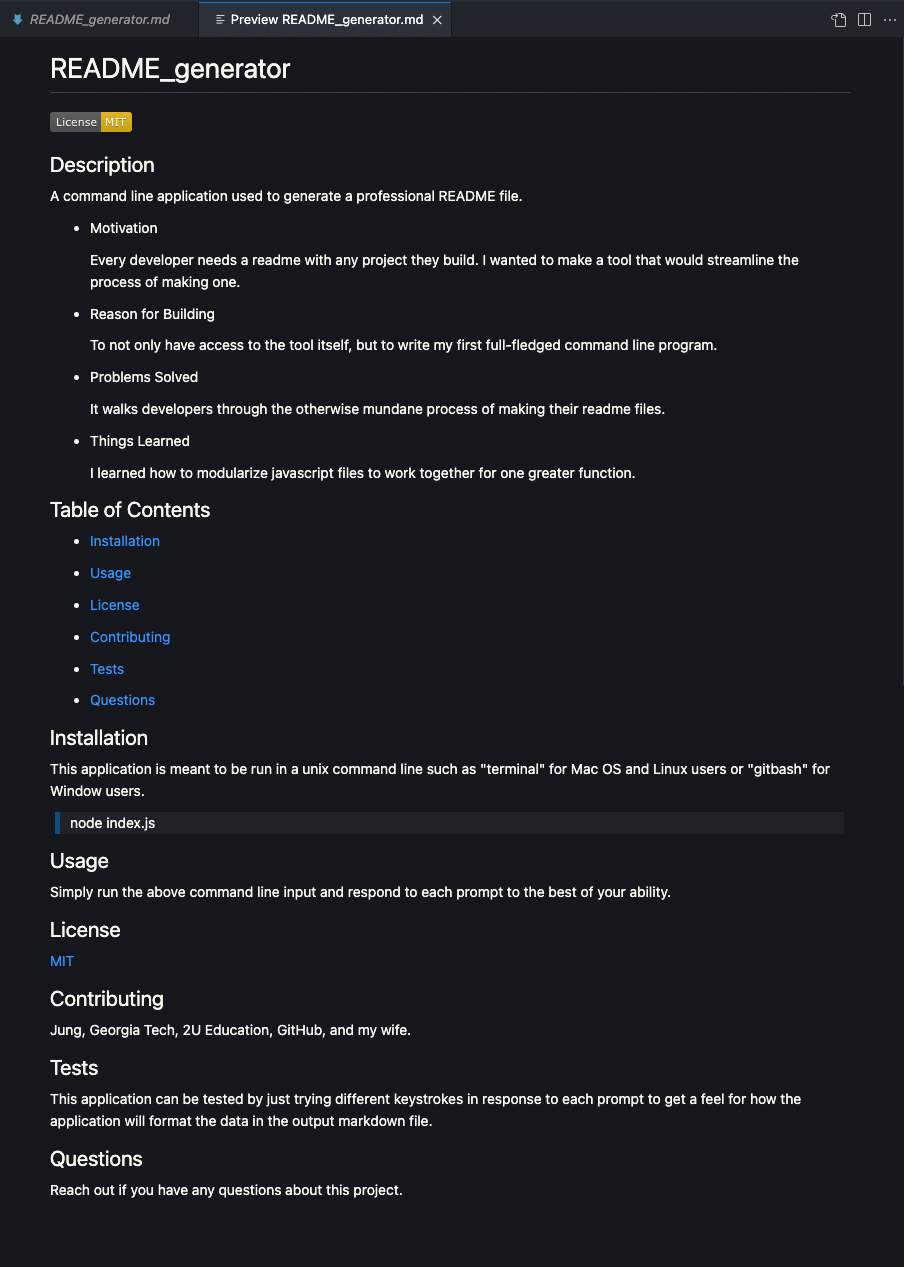 README_generator.md
Preview README_generator.md
README_generator
License MIT
Description
A command line application used to generate a professional README file.
Motivation
Every developer needs a readme with any project they build. I wanted to make a tool that would streamline the
process of making one.
Reason for Building
To not only have access to the tool itself, but to write my first full-fledged command line program.
Problems Solved
It walks developers through the otherwise mundane process of making their readme files.
Things Learned
I learned how to modularize javascript files to work together for one greater function.
Table of Contents
Installation
Usage
License
Contributing
Tests
Questions
Installation
This application is meant to be run in a unix command line such as "terminal" for Mac OS and Linux users or "gitbash" for
Window users.
node index.js
Usage
Simply run the above command line input and respond to each prompt to the best of your ability.
License
MIT
Contributing
Jung, Georgia Tech, 2U Education, GitHub, and my wife.
Tests
This application can be tested by just trying different keystrokes in response to each prompt to get a feel for how the
application will format the data in the output markdown file.
Questions
Reach out if you have any questions about this project.